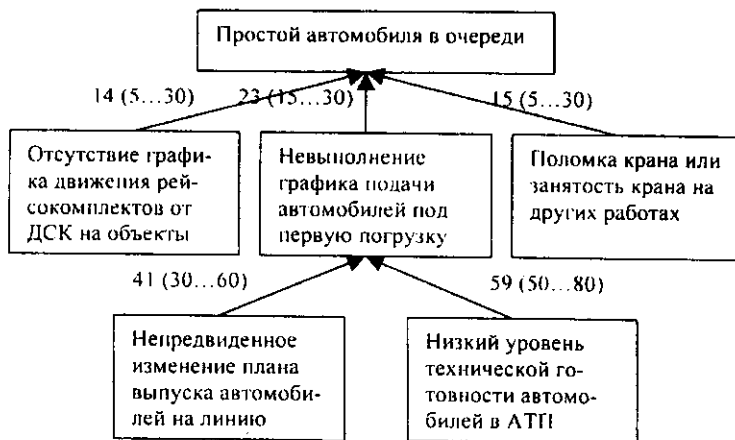 Простой автомобиля в очереди
14 (5...30) 23 (15...30) 15 (5...30)
Отсутствие графи-
ка движения рей-
сокомплектов от
ДСК на объекты
Невыполнение
графика подачи
автомобилей под
первую погрузку
Поломка крана или
занятость крана на
других работах
41 (30...60) 59 (50...80)
Непредвиденное
изменение плана
выпуска автомоби-
лей на линию
Низкий уровень
технической го-
товности автомо-
билей в АТП